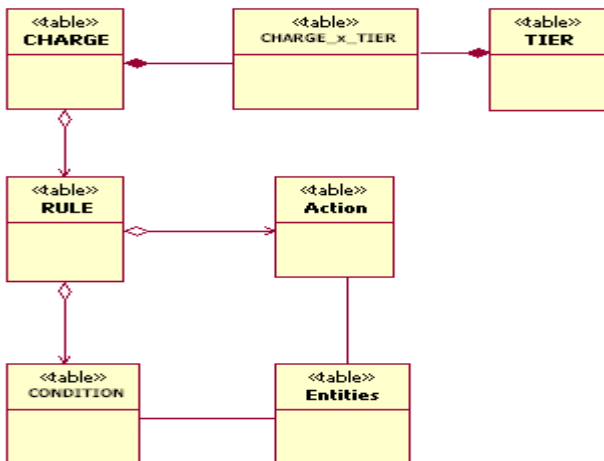 «table»
CHARGE
«table»
CHARGE_x_TIER
«table»
TIER
«table»
RULE
«table»
Action
«table»
CONDITION
«table»
Entities